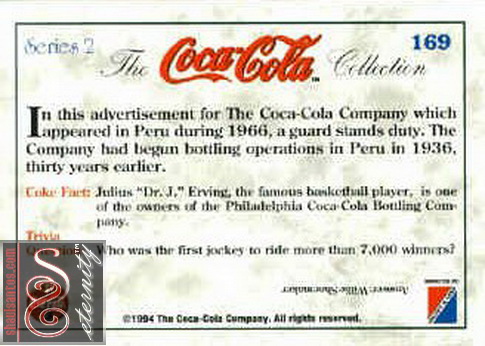 Series 2
169
The Coca-Cola Collection
In this advertisement for The Coca-Cola Company which
appeared in Peru during 1966, a guard stands duty. The
Company had begun bottling operations in Peru in 1936,
thirty years earlier.
Coke Fact: Julius "Dr. J." Erving, the famous basketball player, is one
of the owners of the Philadelphia Coca-Cola Bottling Com-
pany.
Trivia
Question: Who was the first jockey to ride more than 7,000 winners?
Answer: Willie Shoemaker
©1994 The Coca-Cola Company. All rights reserved.
shanisantos.com
eternity